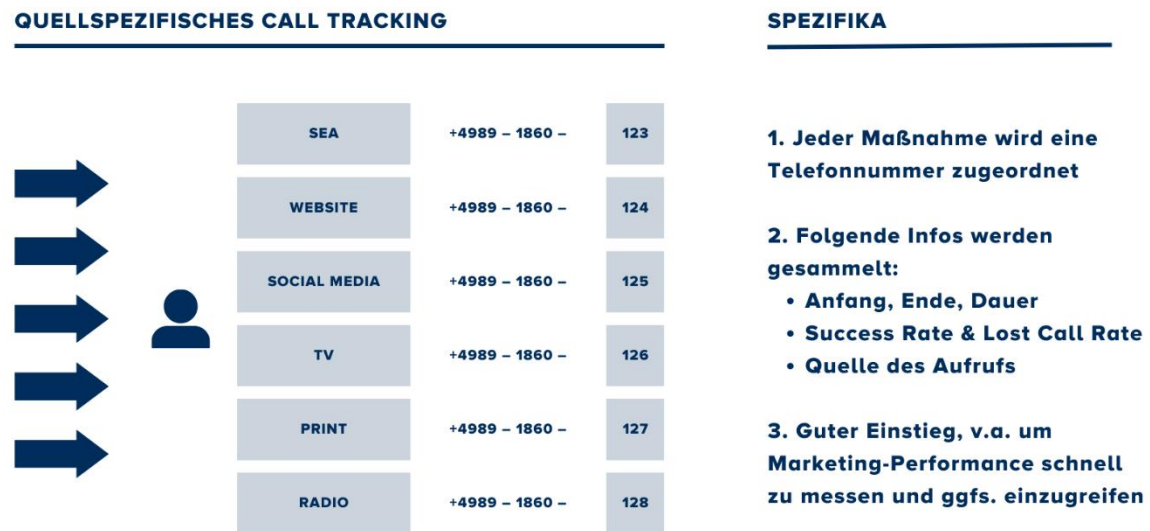 QUELLSPEZIFISCHES CALL TRACKING
SEA +4989 – 1860 – 123
WEBSITE +4989 – 1860 – 124
SOCIAL MEDIA +4989 – 1860 – 125
TV +4989 – 1860 – 126
PRINT +4989 – 1860 – 127
RADIO +4989 – 1860 – 128
SPEZIFIKA
1. Jeder Maßnahme wird eine
Telefonnummer zugeordnet
2. Folgende Infos werden
gesammelt:
• Anfang, Ende, Dauer
• Success Rate & Lost Call Rate
• Quelle des Aufrufs
3. Guter Einstieg, v.a. um
Marketing-Performance schnell
zu messen und ggfs. einzugreifen